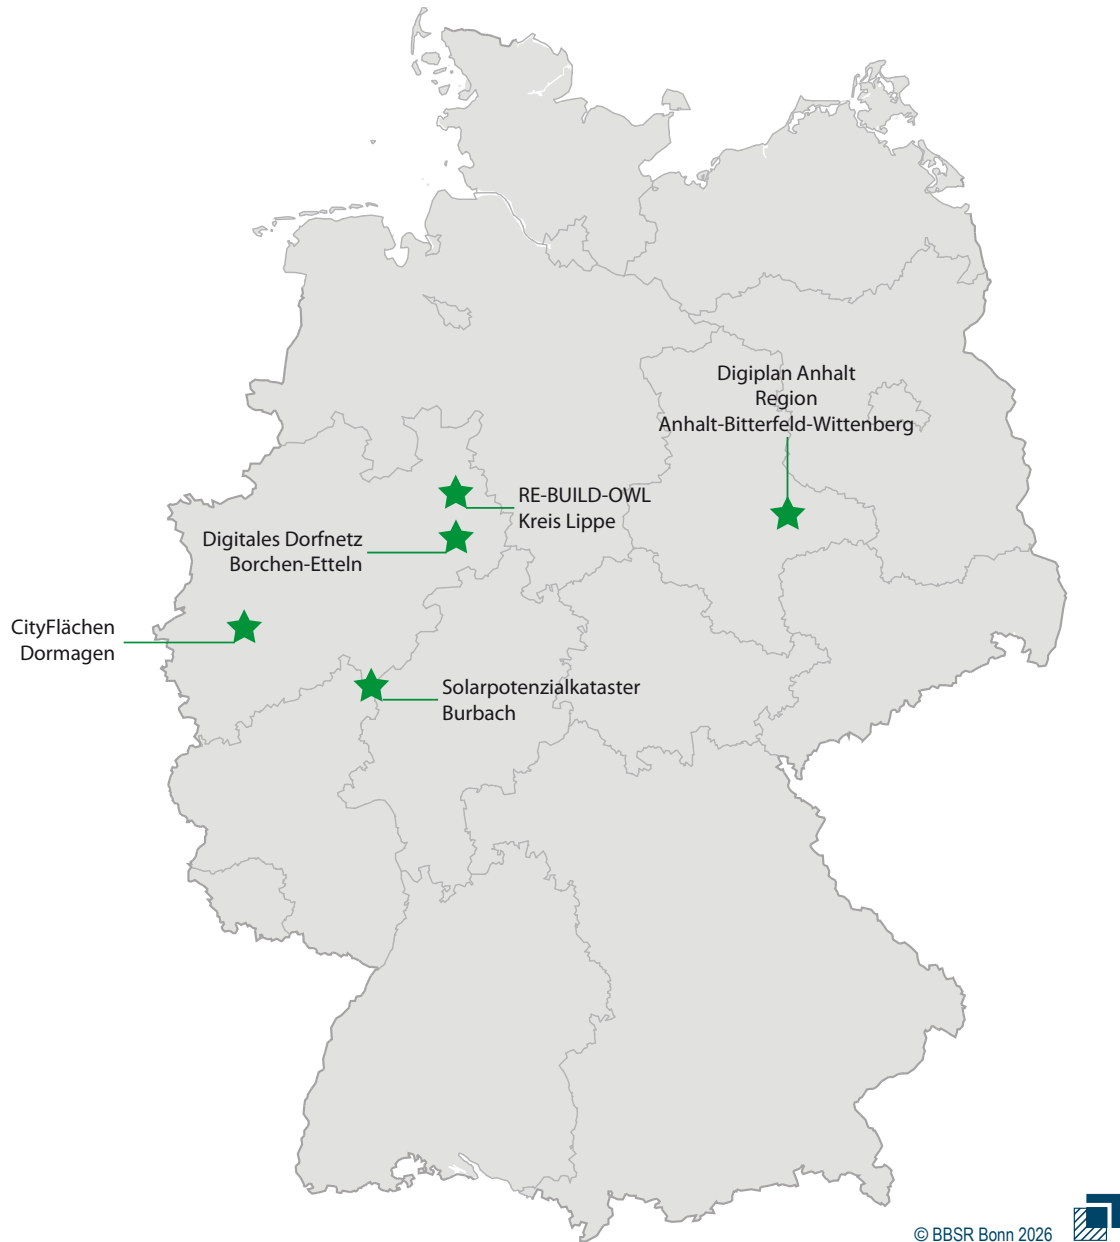 Digiplan Anhalt
Region
Anhalt-Bitterfeld-Wittenberg
RE-BUILD-OWL
Kreis Lippe
Digitales Dorfnetz
Borchen-Etteln
CityFlächen
Dormagen
Solarpotenzialkataster
Burbach
© BBSR Bonn 2026